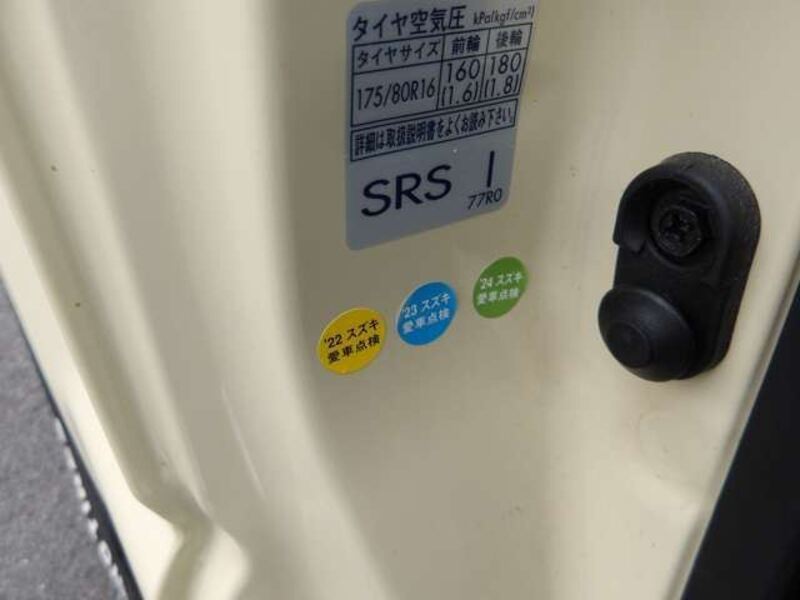 タイヤ空気圧 kPa(kgf/cm²)
タイヤサイズ 前輪 後輪
175/80R16 160 180
(1.6) (1.8)
詳細は取扱説明書をよくお読み下さい。
SRS I
77R0
'22 スズキ
愛車点検
'23 スズキ
愛車点検
'24 スズキ
愛車点検